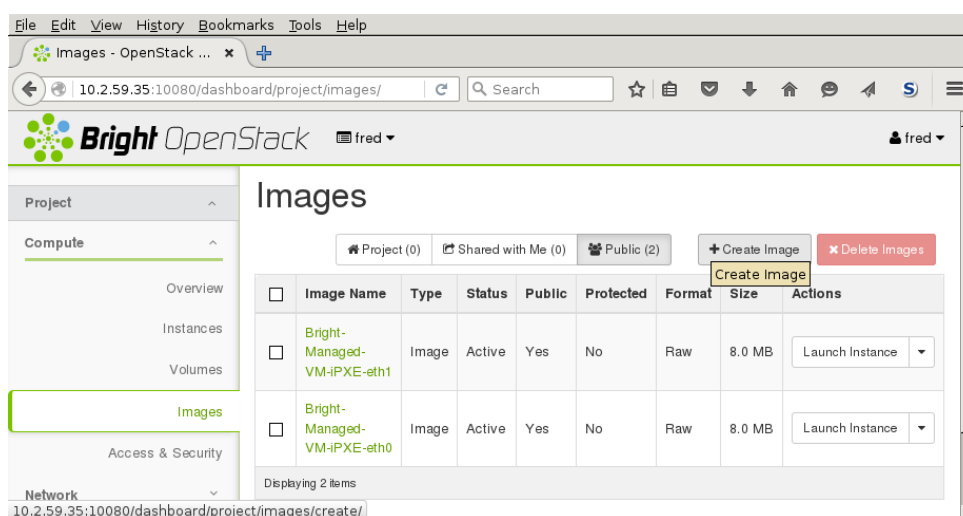 File Edit View History Bookmarks Tools Help
Images - OpenStack ...
10.2.59.35:10080/dashboard/project/images/ Search
Bright OpenStack fred fred
Project
Compute
Overview
Instances
Volumes
Images
Access & Security
Network
Images
Project (0) Shared with Me (0) Public (2) Create Image Delete Images
Create Image
Image Name Type Status Public Protected Format Size Actions
Bright-
Managed-
VM-iPXE-eth1
Image Active Yes No Raw 8.0 MB Launch Instance
Bright-
Managed-
VM-iPXE-eth0
Image Active Yes No Raw 8.0 MB Launch Instance
Displaying 2 items
10.2.59.35:10080/dashboard/project/images/create/